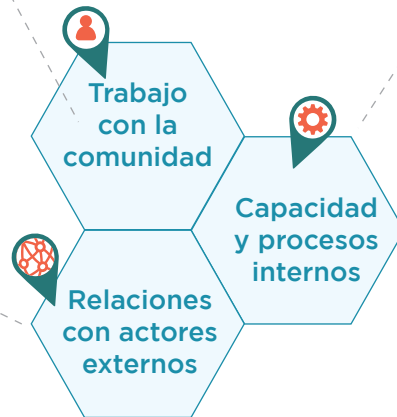 Trabajo
con la
comunidad
Capacidad
y procesos
internos
Relaciones
con actores
externos